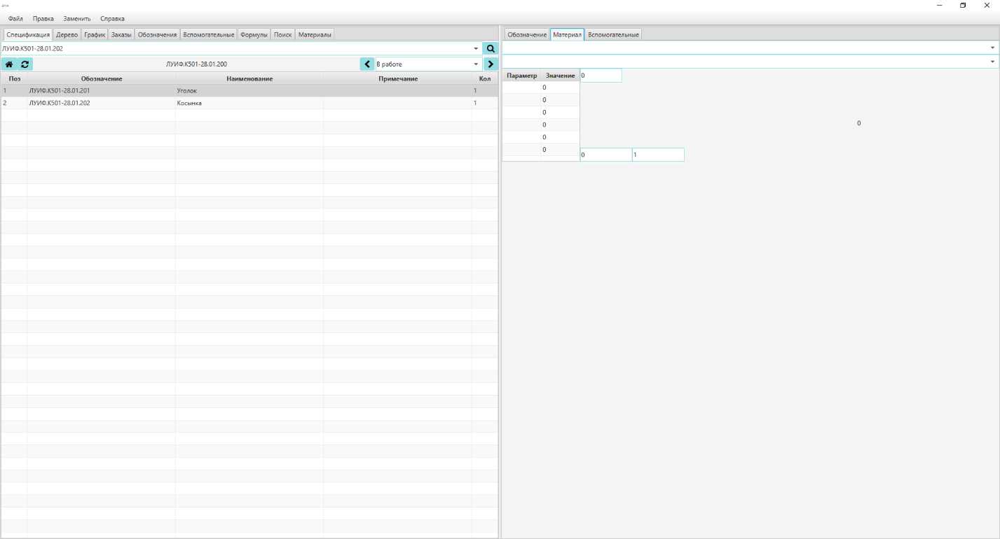 Файл Правка Заменить Справка
Спецификация Дерево График Заказы Обозначения Вспомогательные Формулы Поиск Материалы
ЛУИФ.К501-28.01.202
ЛУИФ.К501-28.01.200 В работе
Поз Обозначение Наименование Примечание Кол
1 ЛУИФ.К501-28.01.201 Уголок 1
2 ЛУИФ.К501-28.01.202 Косынка 1
Обозначение Материал Вспомогательные
Параметр Значение 0
0
0
0
0
0
0
0
0 1